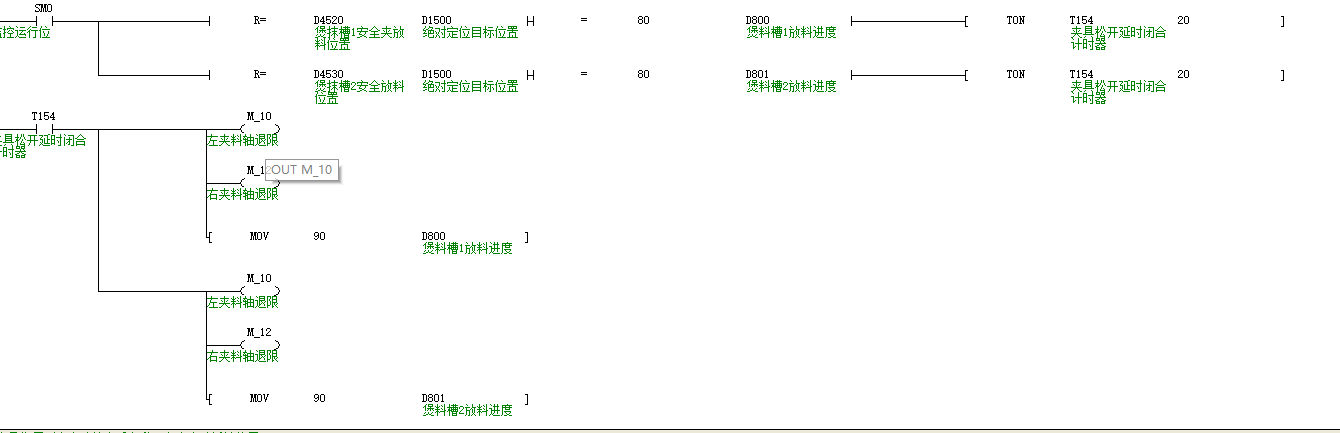 SM0
监控运行位
R= D4520 D1500 = 80 D800 TON T154 20
煲抹槽1安全夹放料位置 绝对定位目标位置 煲料槽1放料进度 夹具松开延时闭合计时器
R= D4530 D1500 = 80 D801 TON T154 20
煲抹槽2安全放料位置 绝对定位目标位置 煲料槽2放料进度 夹具松开延时闭合计时器
T154
夹具松开延时闭合
计时器
M_10
左夹料轴退限
M_1
OUT M_10
右夹料轴退限
MOV 90 D800
煲料槽1放料进度
M_10
左夹料轴退限
M_12
右夹料轴退限
MOV 90 D801
煲料槽2放料进度